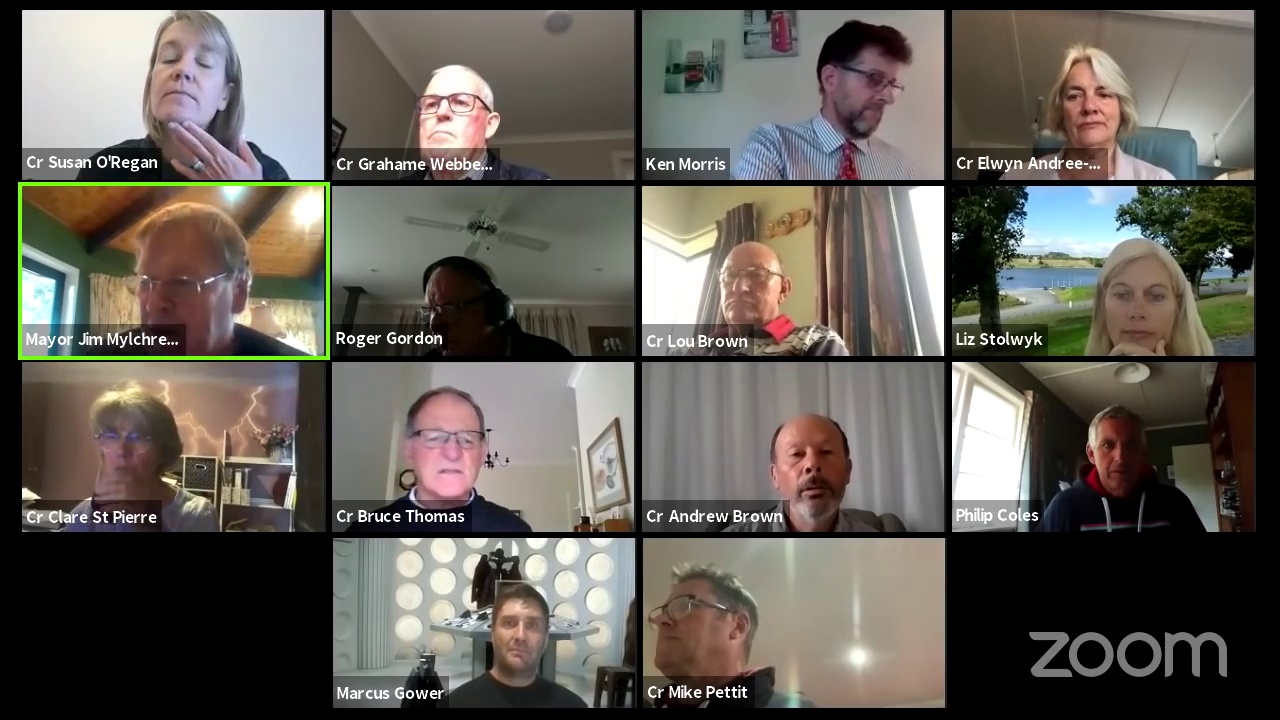 Cr Susan O'Regan
Cr Grahame Webbe...
Ken Morris
Cr Elwyn Andree-...
Mayor Jim Mylchre...
Roger Gordon
Cr Lou Brown
Liz Stolwyk
Cr Clare St Pierre
Cr Bruce Thomas
Cr Andrew Brown
Philip Coles
Marcus Gower
Cr Mike Pettit
zoom